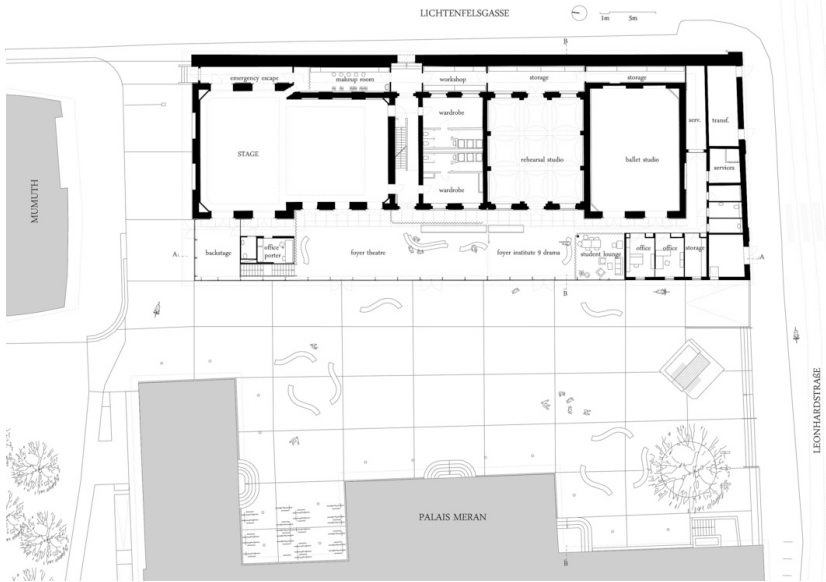 LICHTENFELSGASSE
1m 5m
B
emergency escape
makeup room
workshop
storage
storage
wardrobe
serv.
transf.
STAGE
rehearsal studio
ballet studio
services
wardrobe
MUMUTH
A
backstage
office
porter
foyer theatre
foyer institute 9 drama
student lounge
office
office
storage
A
B
LEONHARDSTRAßE
PALAIS MERAN
B